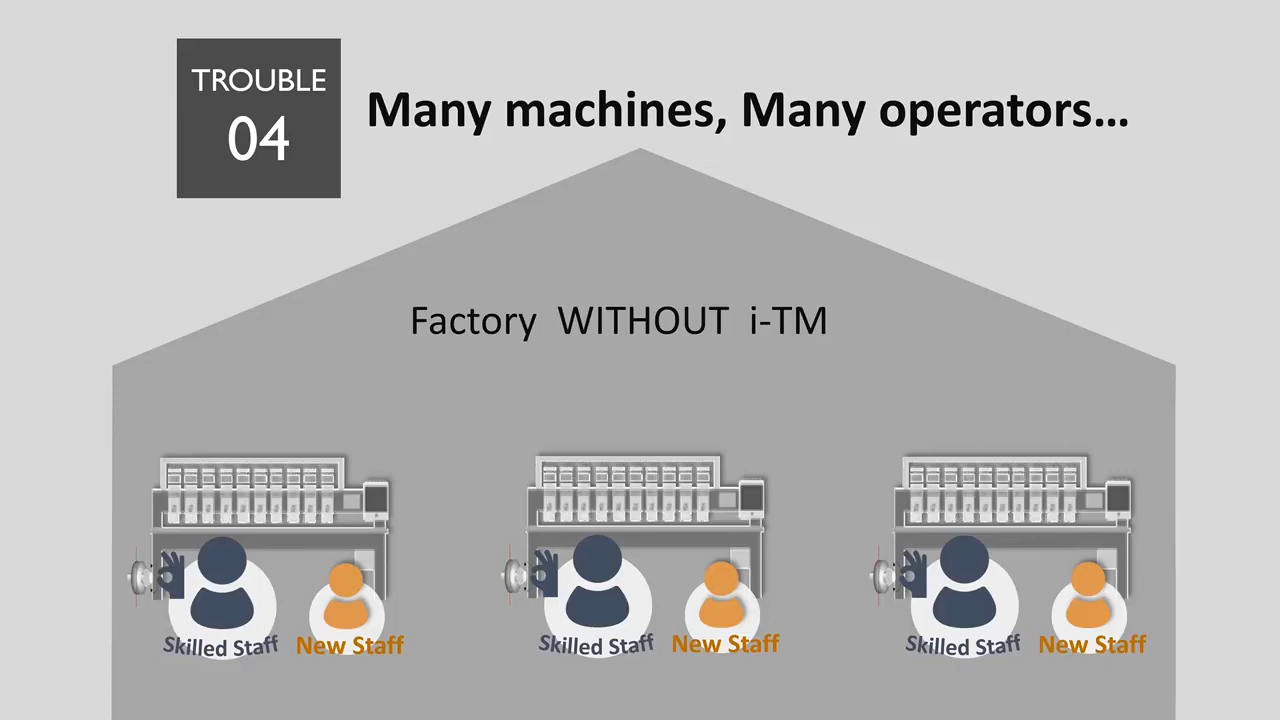 TROUBLE
04
Many machines, Many operators...
Factory WITHOUT i-TM
Skilled Staff
New Staff
Skilled Staff
New Staff
Skilled Staff
New Staff